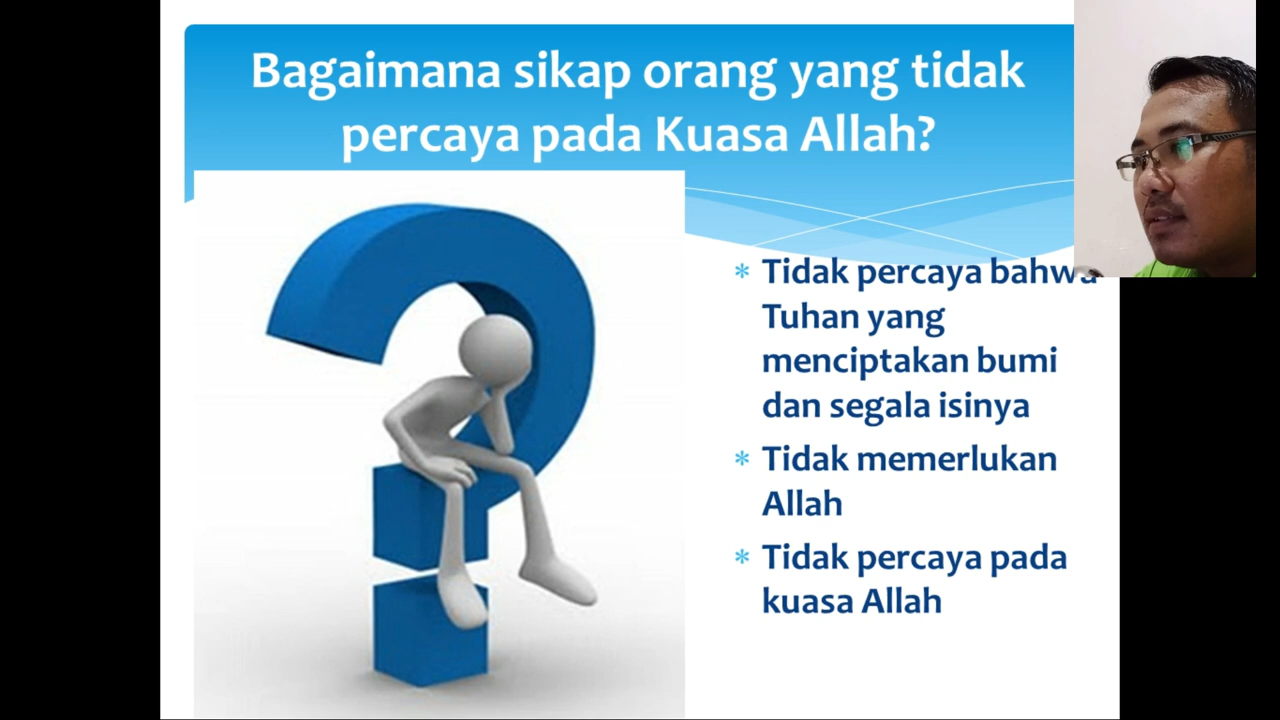 Bagaimana sikap orang yang tidak
percaya pada Kuasa Allah?
* Tidak percaya bahwa
Tuhan yang
menciptakan bumi
dan segala isinya
* Tidak memerlukan
Allah
* Tidak percaya pada
kuasa Allah